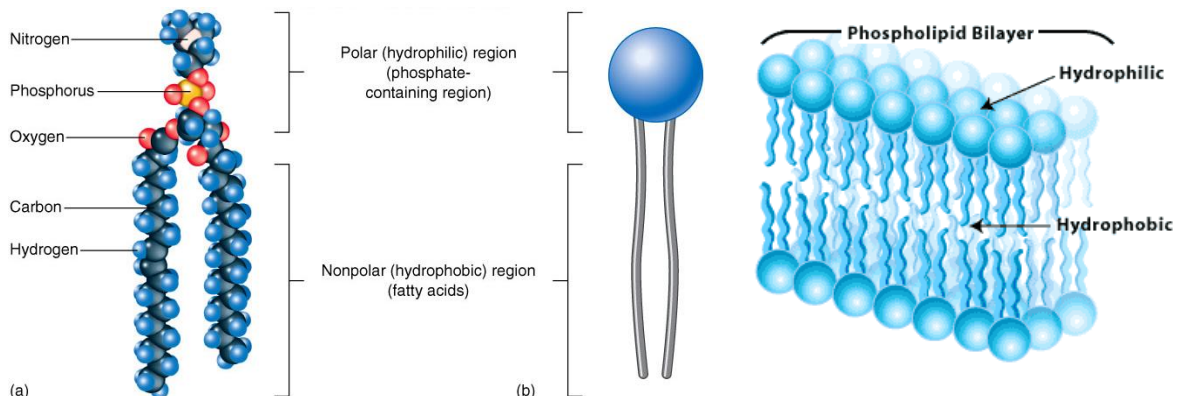 Nitrogen
Phosphorus
Oxygen
Carbon
Hydrogen
(a)
Polar (hydrophilic) region
(phosphate-
containing region)
Nonpolar (hydrophobic) region
(fatty acids)
(b)
Phospholipid Bilayer
Hydrophilic
Hydrophobic